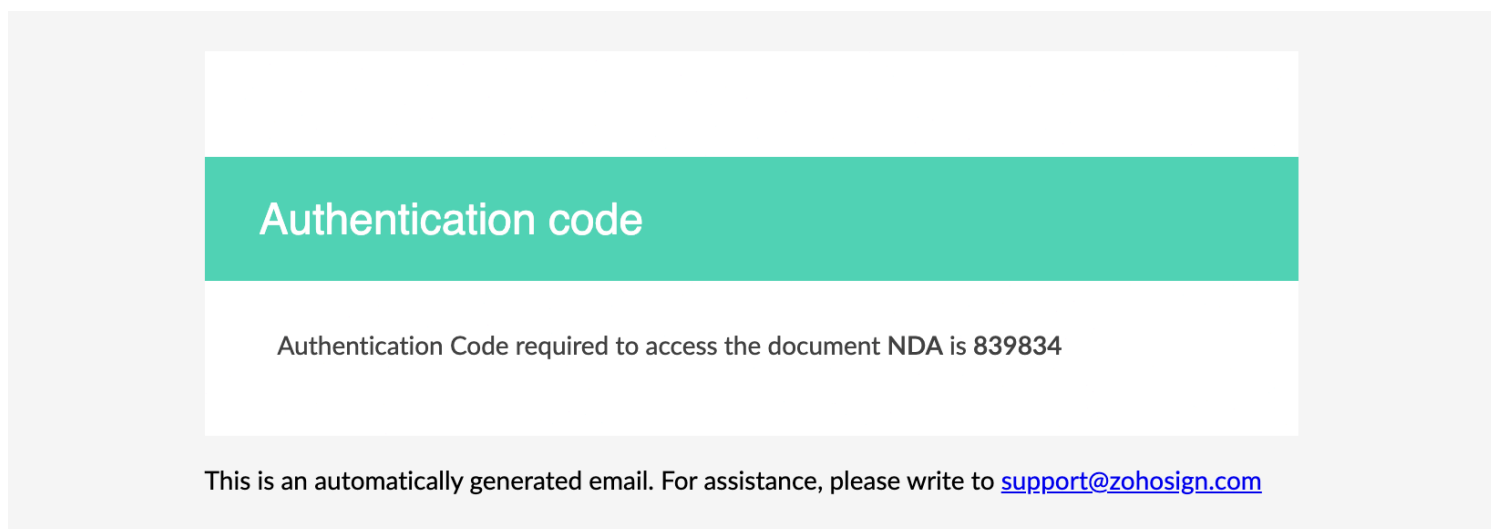 Authentication code
Authentication Code required to access the document NDA is 839834
This is an automatically generated email. For assistance, please write to support@zohosign.com